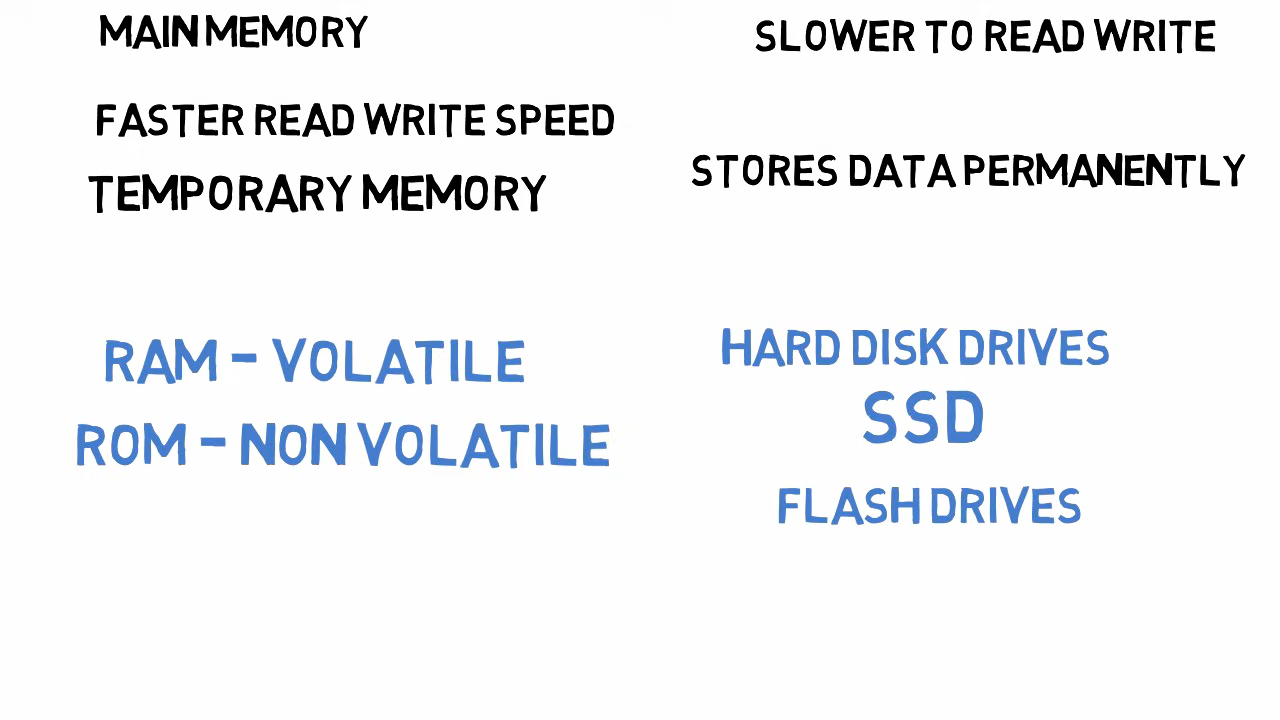 MAIN MEMORY
FASTER READ WRITE SPEED
TEMPORARY MEMORY
RAM - VOLATILE
ROM - NON VOLATILE
SLOWER TO READ WRITE
STORES DATA PERMANENTLY
HARD DISK DRIVES
SSD
FLASH DRIVES